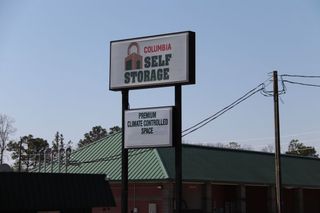 COLUMBIA
SELF
STORAGE
PREMIUM
CLIMATE CONTROLLED
SPACE